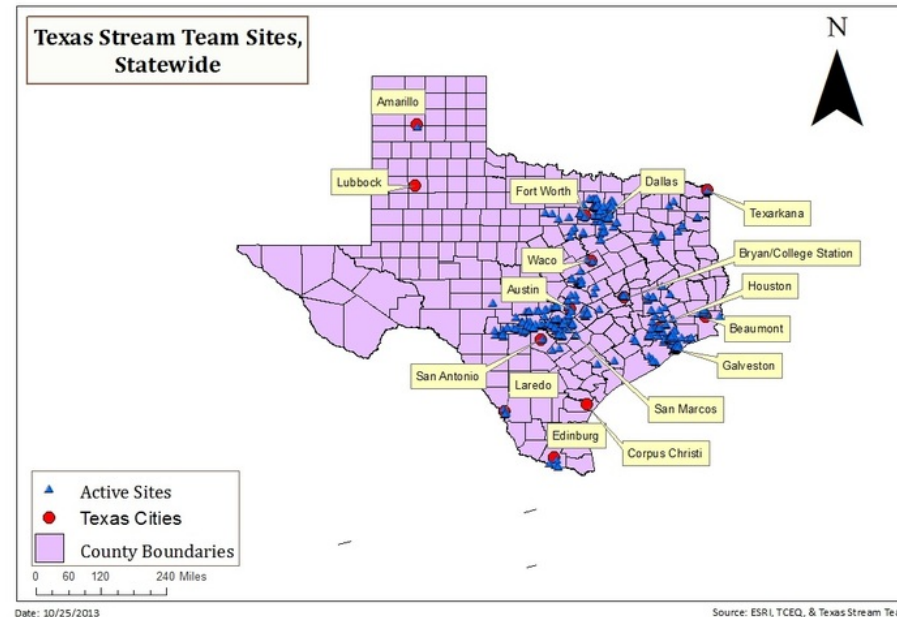 Texas Stream Team Sites,
Statewide
N
Amarillo
Lubbock
Fort Worth
Dallas
Texarkana
Waco
Bryan/College Station
Austin
Houston
Beaumont
Galveston
San Antonio
Laredo
San Marcos
Edinburg
Corpus Christi
Active Sites
Texas Cities
County Boundaries
0 60 120 240 Miles
Date: 10/25/2013
Source: ESRI, TCEQ, & Texas Stream Tea